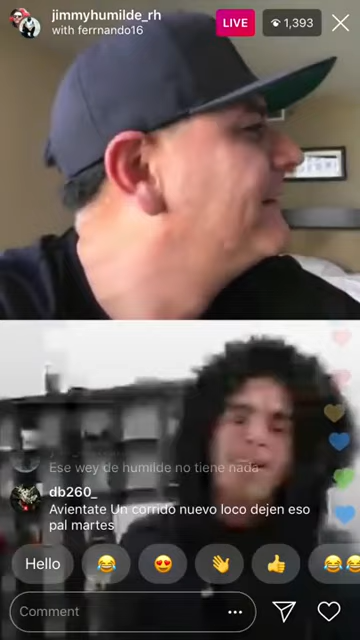 jimmyhumilde_rh
with ferrnando16
LIVE
1,393
Ese wey de humilde no tiene nada
db260_
Avientate Un corrido nuevo loco dejen eso
pal martes
Hello
Comment